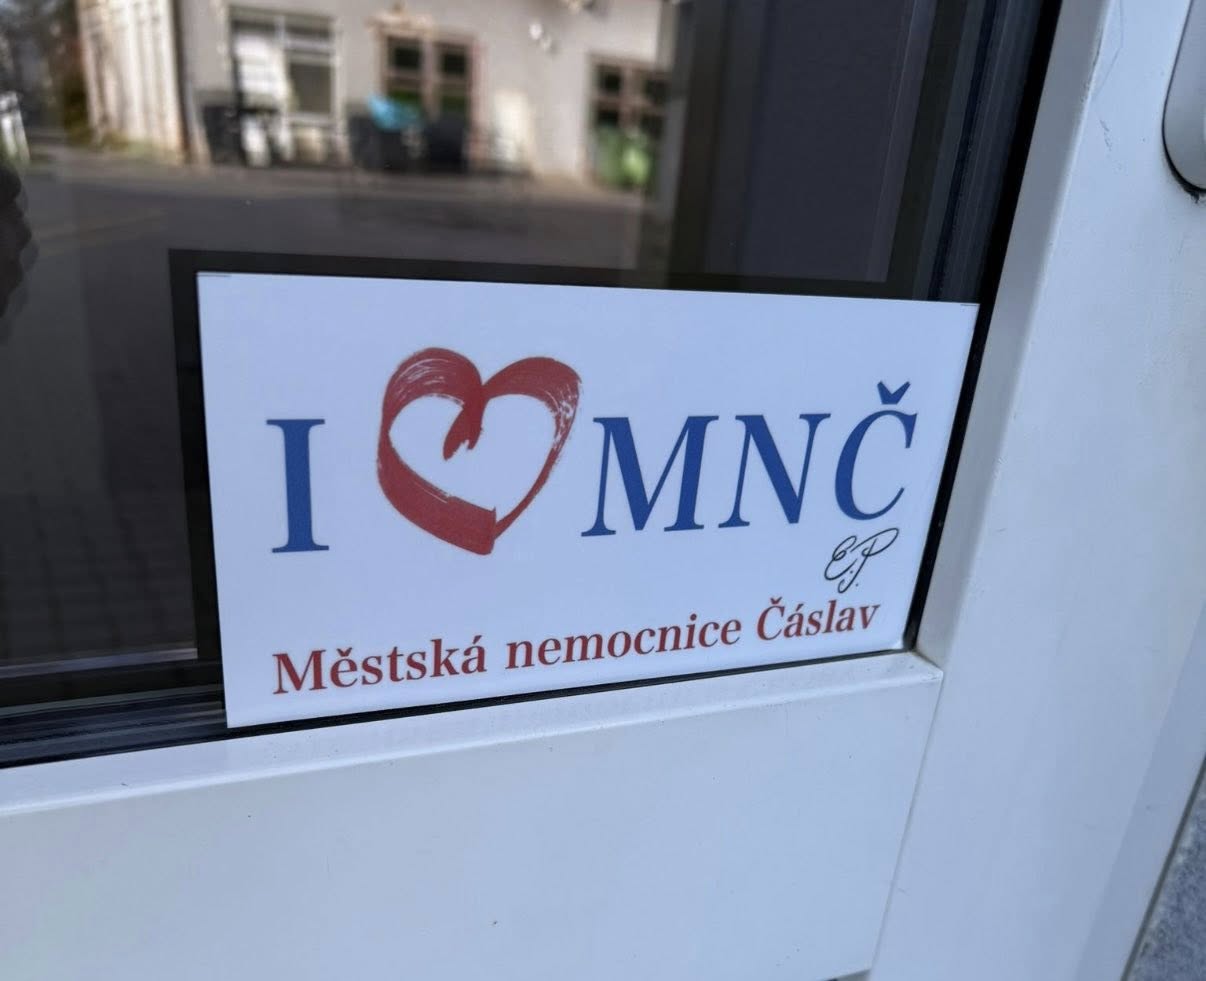 I ❤ MNČ
E.P.
Městská nemocnice Čáslav